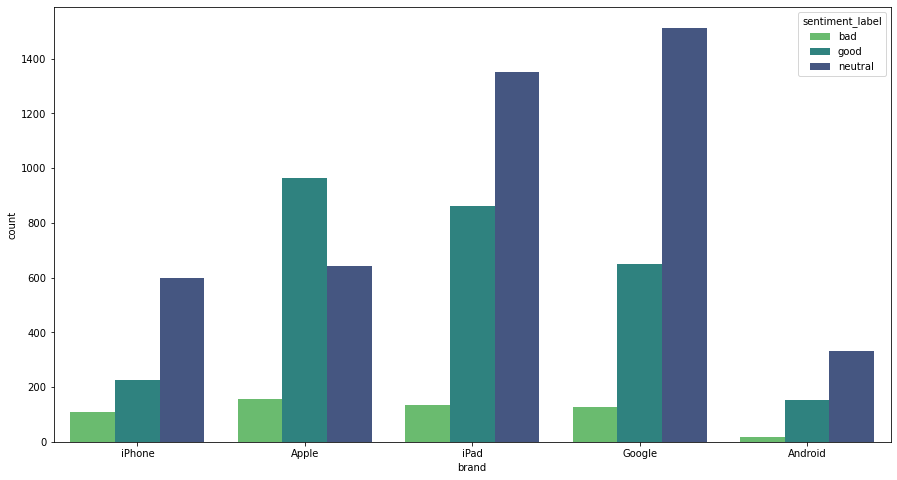 sentiment_label
bad
good
neutral
count
1400
1200
1000
800
600
400
200
0
iPhone Apple iPad Google Android
brand